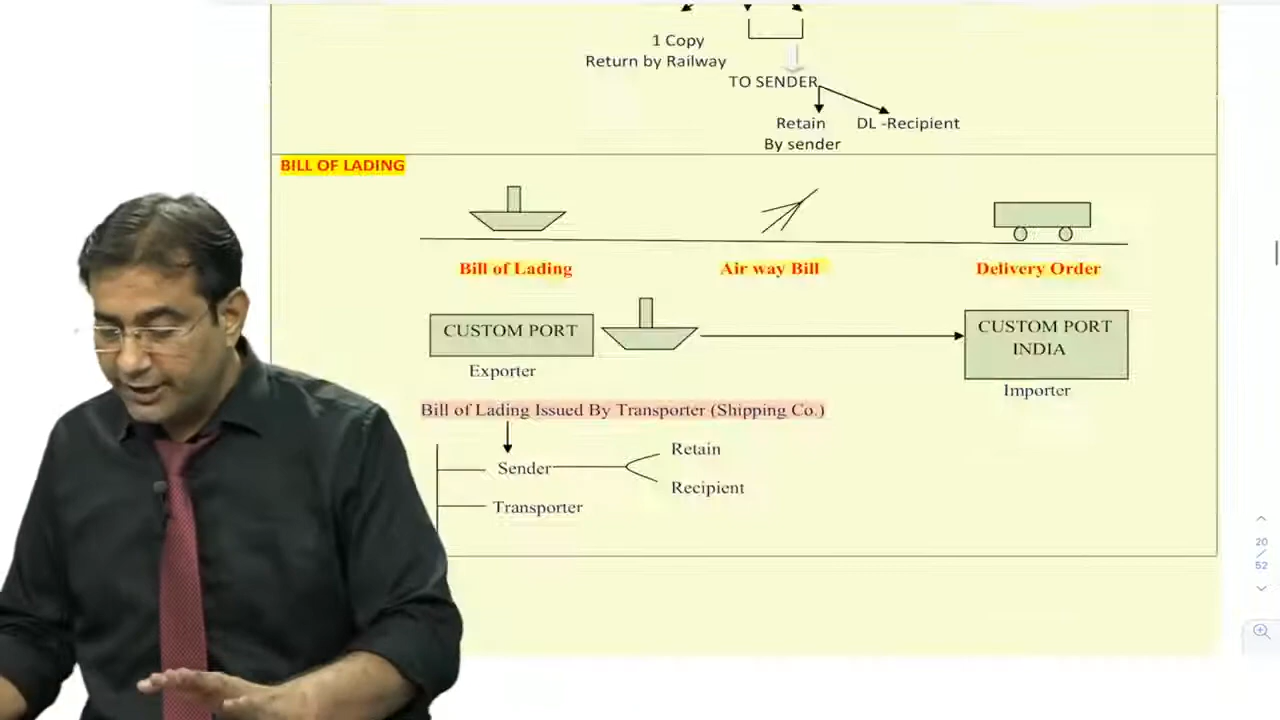 1 Copy
Return by Railway
TO SENDER
Retain DL -Recipient
By sender
BILL OF LADING
Bill of Lading Air way Bill Delivery Order
CUSTOM PORT
CUSTOM PORT
INDIA
Exporter
Importer
Bill of Lading Issued By Transporter (Shipping Co.)
Retain
Sender
Recipient
Transporter
20
/
52